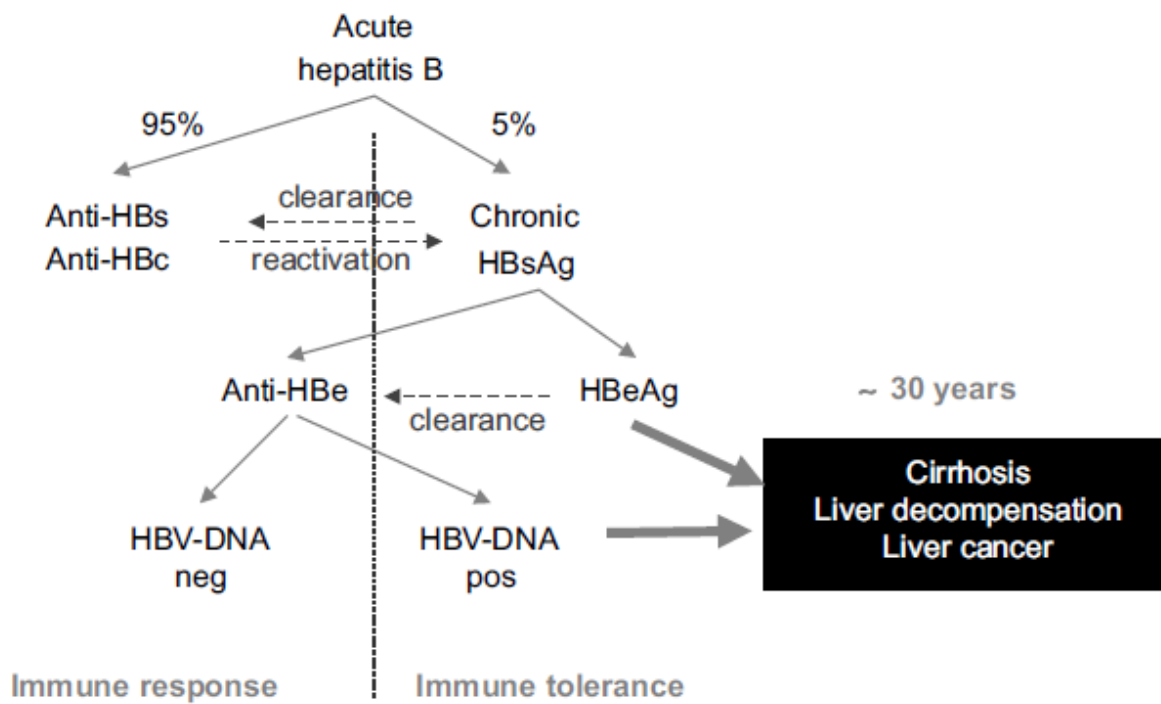 Acute
hepatitis B
95%
5%
Anti-HBs
Anti-HBc
clearance
reactivation
Chronic
HBsAg
Anti-HBe
clearance
HBeAg
~ 30 years
Cirrhosis
Liver decompensation
Liver cancer
HBV-DNA
neg
HBV-DNA
pos
Immune response
Immune tolerance